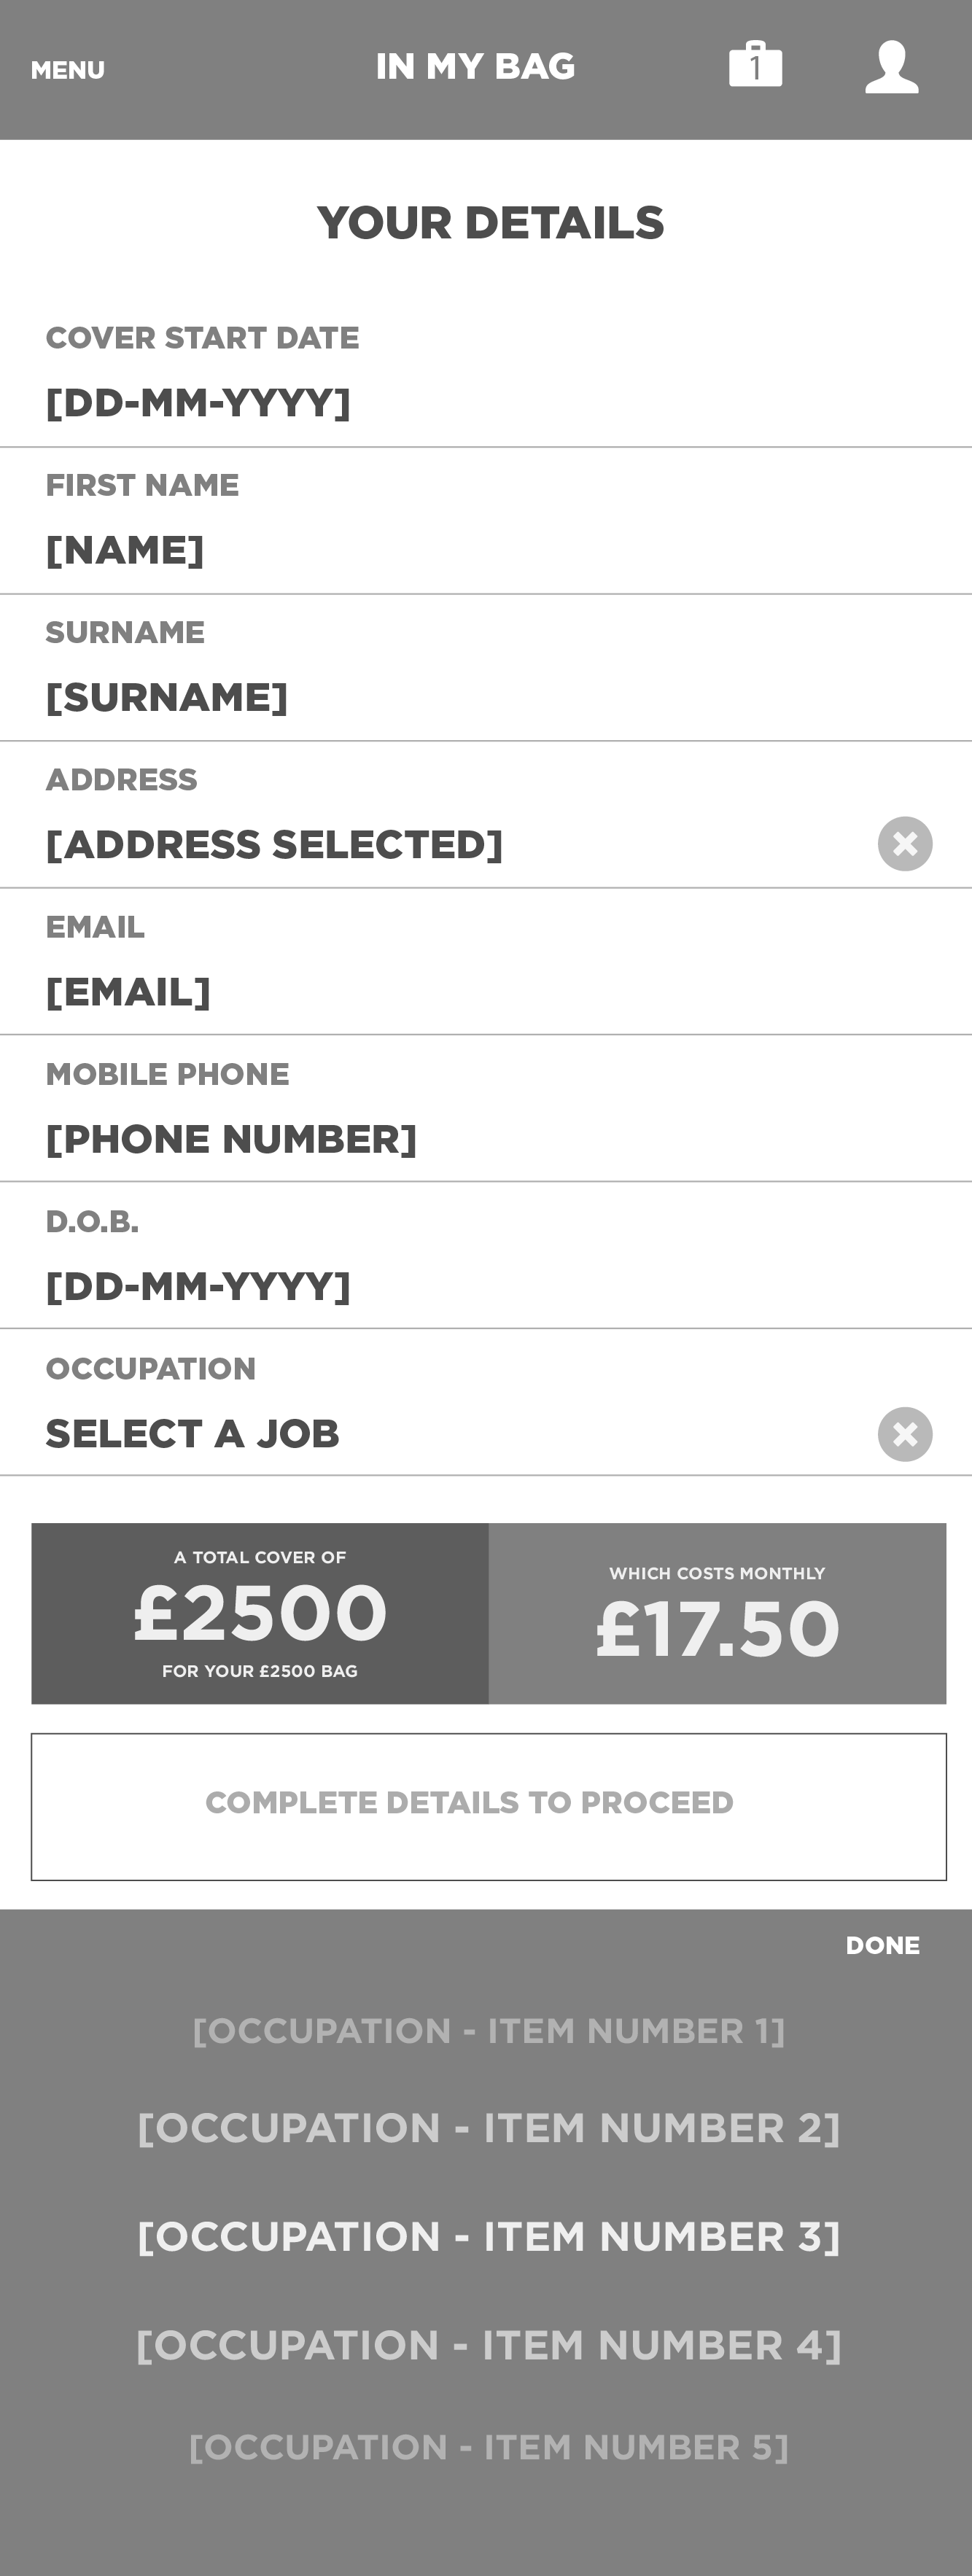 MENU
IN MY BAG
1
YOUR DETAILS
COVER START DATE
[DD-MM-YYYY]
FIRST NAME
[NAME]
SURNAME
[SURNAME]
ADDRESS
[ADDRESS SELECTED]
EMAIL
[EMAIL]
MOBILE PHONE
[PHONE NUMBER]
D.O.B.
[DD-MM-YYYY]
OCCUPATION
SELECT A JOB
A TOTAL COVER OF
£2500
FOR YOUR £2500 BAG
WHICH COSTS MONTHLY
£17.50
COMPLETE DETAILS TO PROCEED
DONE
[OCCUPATION - ITEM NUMBER 1]
[OCCUPATION - ITEM NUMBER 2]
[OCCUPATION - ITEM NUMBER 3]
[OCCUPATION - ITEM NUMBER 4]
[OCCUPATION - ITEM NUMBER 5]